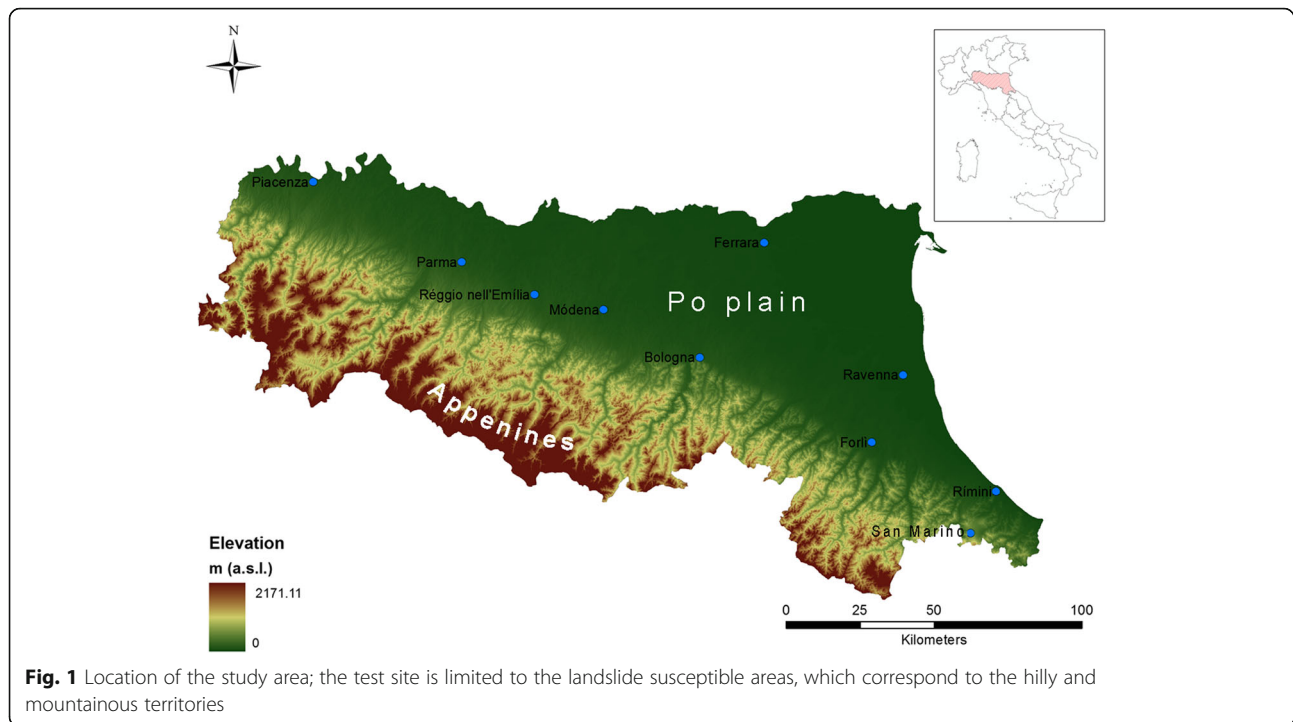 N
Piacenza
Ferrara
Parma
Réggio nell'Emília
Módena
Po plain
Bologna
Ravenna
Appenines
Forlì
Rímini
San Marino
Elevation
m (a.s.l.)
2171.11
0
0 25 50 100
Kilometers
Fig. 1 Location of the study area; the test site is limited to the landslide susceptible areas, which correspond to the hilly and
mountainous territories